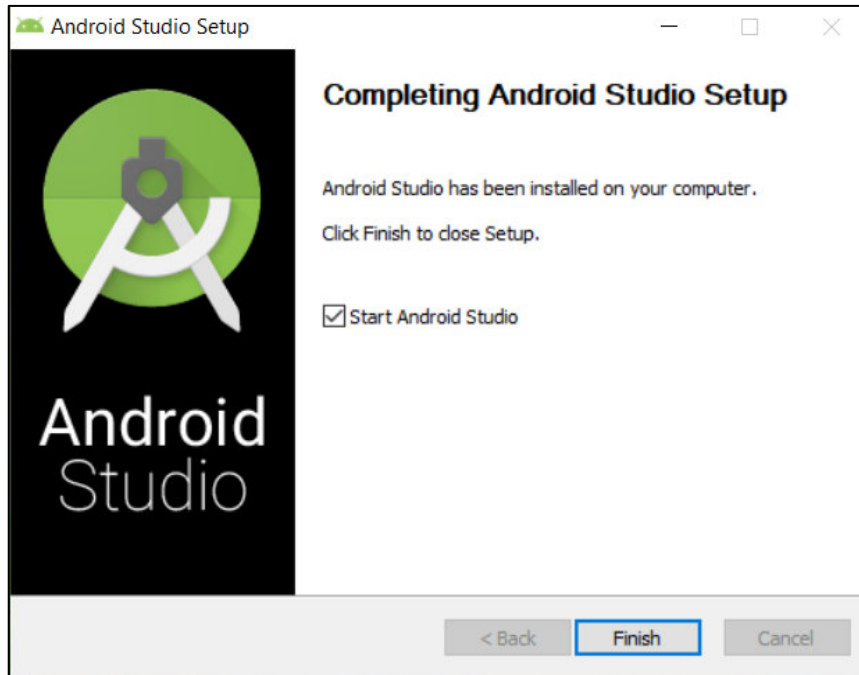 Android Studio Setup
Completing Android Studio Setup
Android Studio has been installed on your computer.
Click Finish to close Setup.
Start Android Studio
Android
Studio
< Back
Finish
Cancel